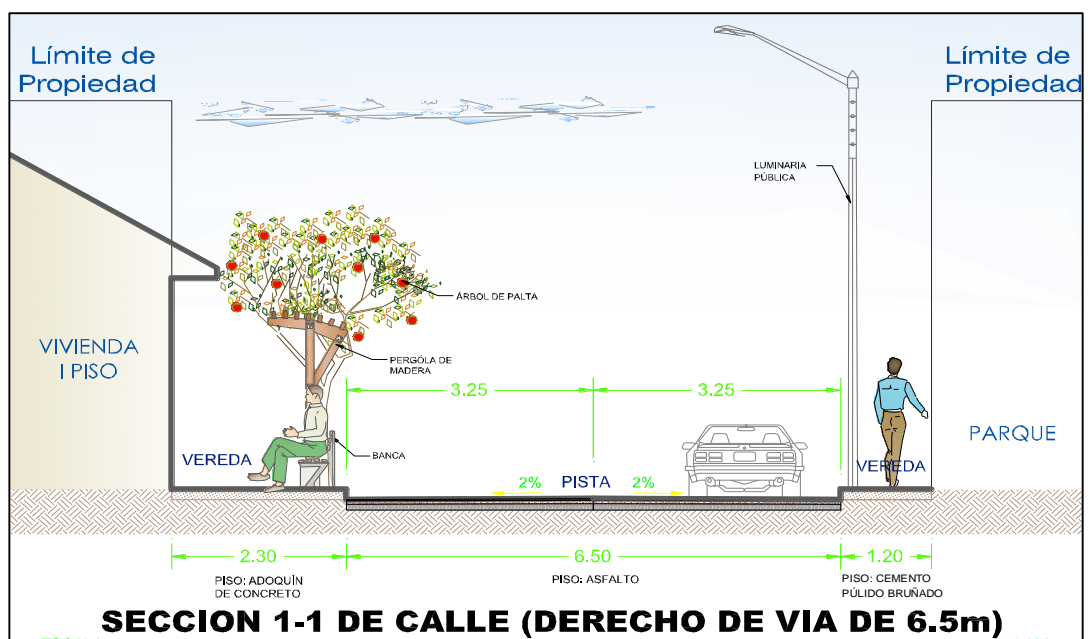 Límite de
Propiedad
Límite de
Propiedad
LUMINARIA
PÚBLICA
ÁRBOL DE PALTA
VIVIENDA
I PISO
PERGÓLA DE
MADERA
3.25
3.25
PARQUE
VEREDA
BANCA
VEREDA
2%
PISTA
2%
2.30
6.50
1.20
PISO: ADOQUÍN
DE CONCRETO
PISO: ASFALTO
PISO: CEMENTO
PÚLIDO BRUÑADO
SECCION 1-1 DE CALLE (DERECHO DE VIA DE 6.5m)